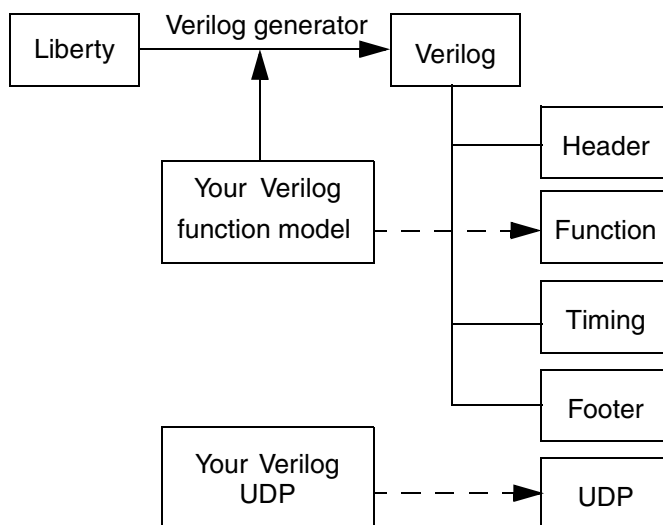 Verilog generator
Liberty
Verilog
Header
Your Verilog
function model
Function
Timing
Footer
Your Verilog
UDP
UDP